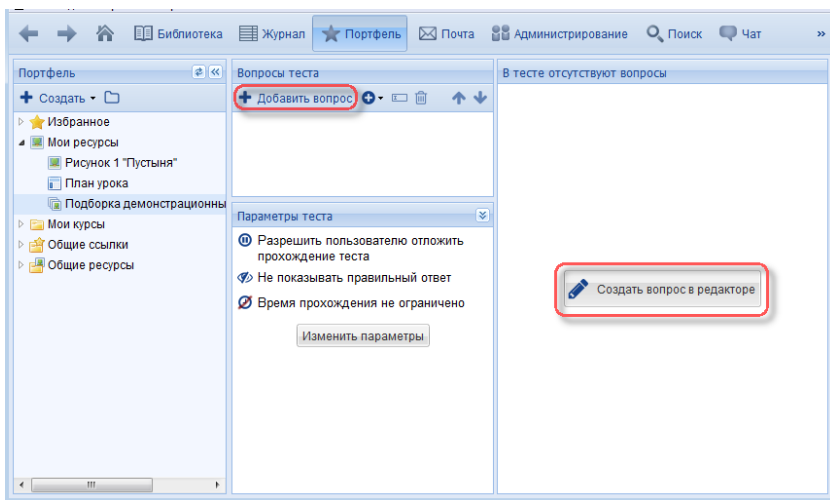 Библиотека Журнал Портфель Почта Администрирование Поиск Чат »
Портфель
Создать
Избранное
Мои ресурсы
Рисунок 1 "Пустыня"
План урока
Подборка демонстрационны
Мои курсы
Общие ссылки
Общие ресурсы
Вопросы теста
Добавить вопрос
Параметры теста
Разрешить пользователю отложить
прохождение теста
Не показывать правильный ответ
Время прохождения не ограничено
Изменить параметры
В тесте отсутствуют вопросы
Создать вопрос в редакторе